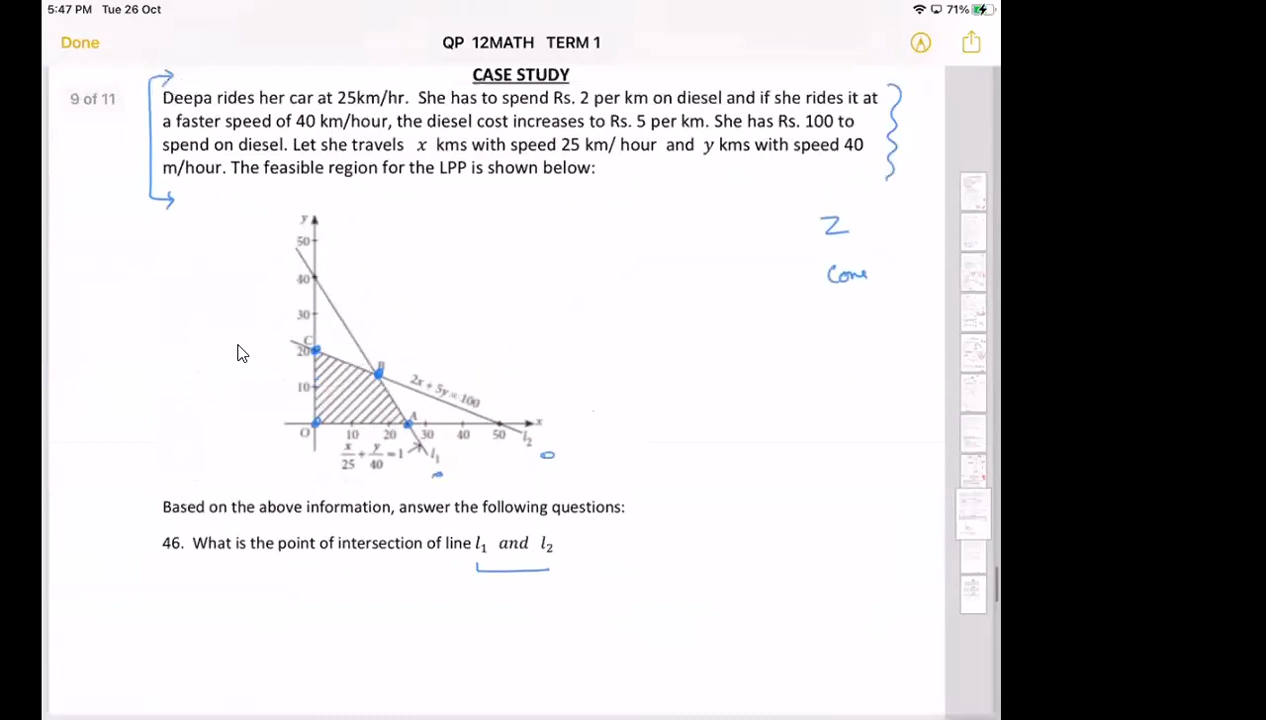 5:47 PM Tue 26 Oct 71%
Done QP 12MATH TERM 1
9 of 11
CASE STUDY
Deepa rides her car at 25km/hr. She has to spend Rs. 2 per km on diesel and if she rides it at
a faster speed of 40 km/hour, the diesel cost increases to Rs. 5 per km. She has Rs. 100 to
spend on diesel. Let she travels x kms with speed 25 km/ hour and y kms with speed 40
m/hour. The feasible region for the LPP is shown below:
Z
Cone
y
50
40
30
C
20
B
10
2x + 5y = 100
A
x
O
10 20 30 40 50
l₂
x/25 + y/40 = 1
l₁
Based on the above information, answer the following questions:
46. What is the point of intersection of line l₁ and l₂